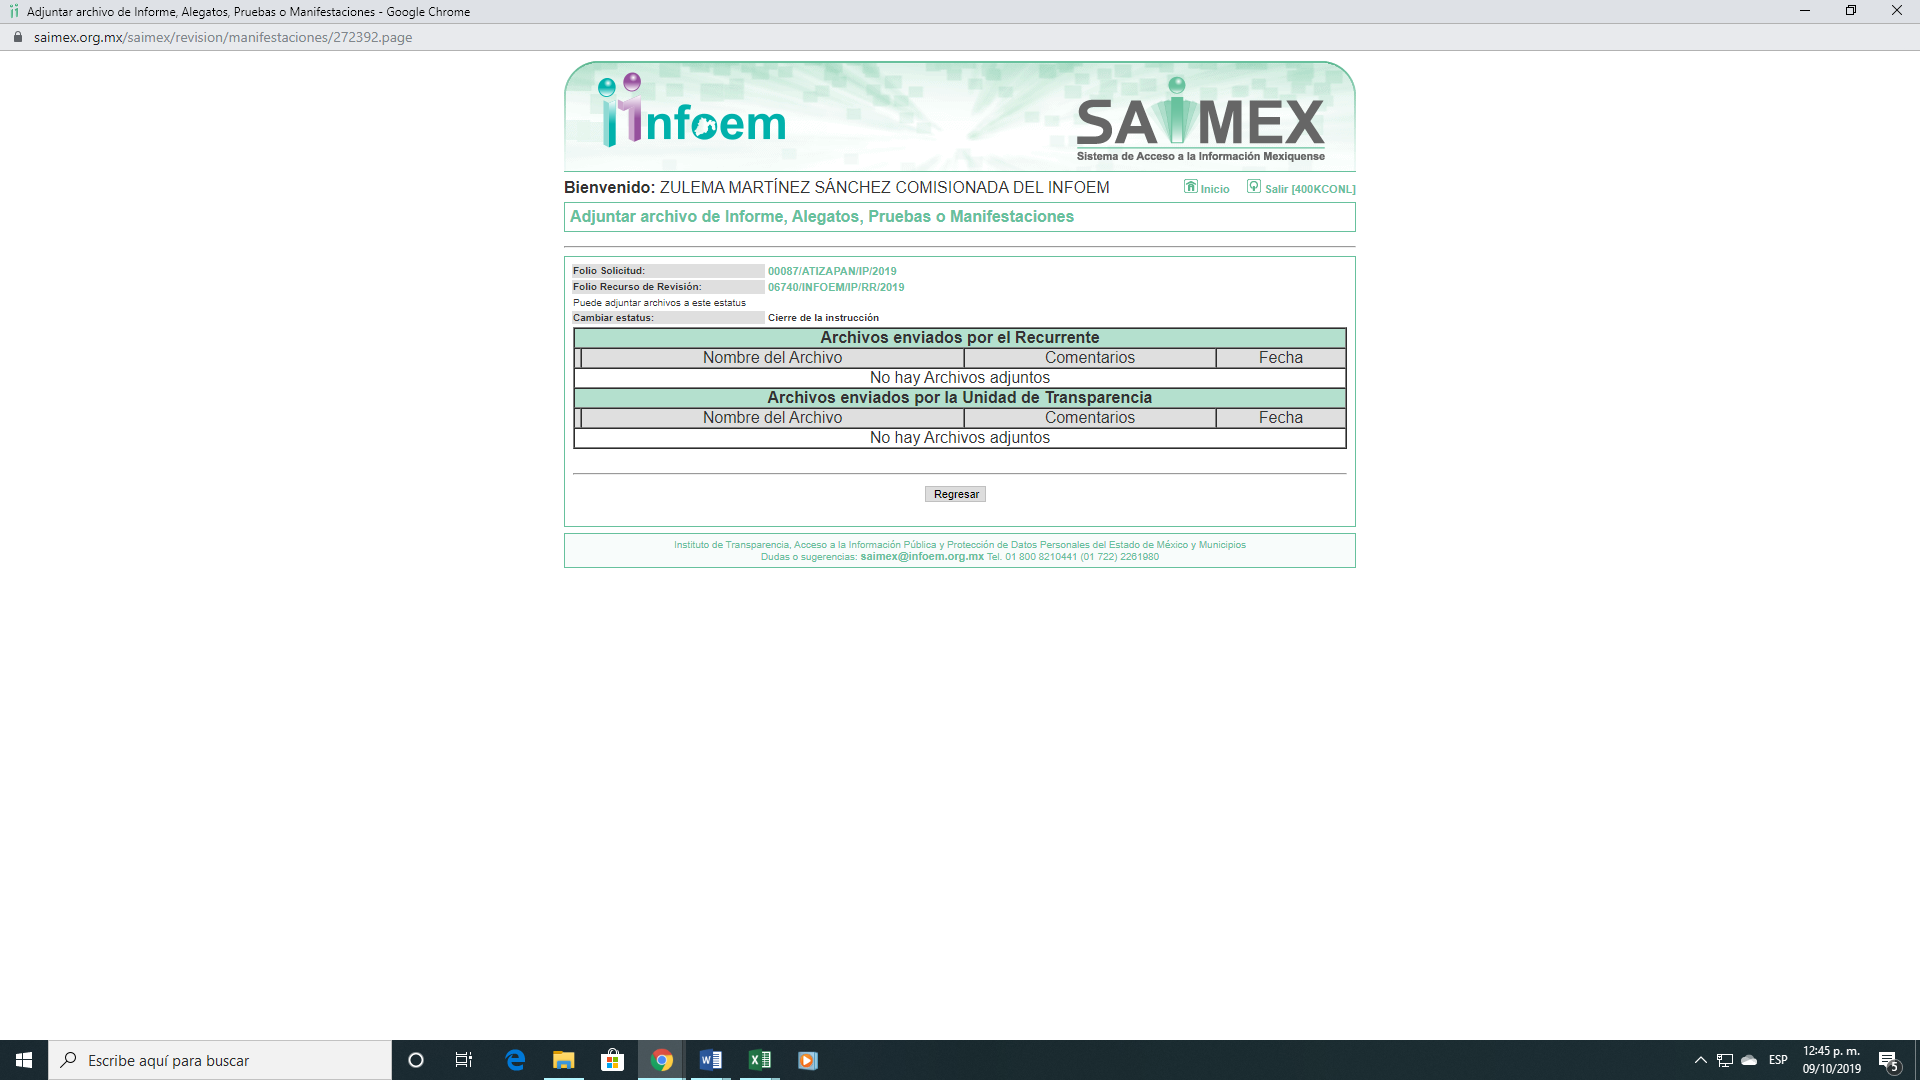 Adjuntar archivo de Informe, Alegatos, Pruebas o Manifestaciones - Google Chrome
saimex.org.mx/saimex/revision/manifestaciones/272392.page
infoem
SAIMEX
Sistema de Acceso a la Información Mexiquense
Bienvenido: ZULEMA MARTÍNEZ SÁNCHEZ COMISIONADA DEL INFOEM Inicio Salir [400KCONL]
Adjuntar archivo de Informe, Alegatos, Pruebas o Manifestaciones
Folio Solicitud: 00087/ATIZAPAN/IP/2019
Folio Recurso de Revisión: 06740/INFOEM/IP/RR/2019
Puede adjuntar archivos a este estatus
Cambiar estatus: Cierre de la instrucción
Archivos enviados por el Recurrente
Nombre del Archivo Comentarios Fecha
No hay Archivos adjuntos
Archivos enviados por la Unidad de Transparencia
Nombre del Archivo Comentarios Fecha
No hay Archivos adjuntos
Regresar
Instituto de Transparencia, Acceso a la Información Pública y Protección de Datos Personales del Estado de México y Municipios
Dudas o sugerencias: saimex@infoem.org.mx Tel. 01 800 8210441 (01 722) 2261980
Escribe aquí para buscar
ESP
12:45 p. m.
09/10/2019
5